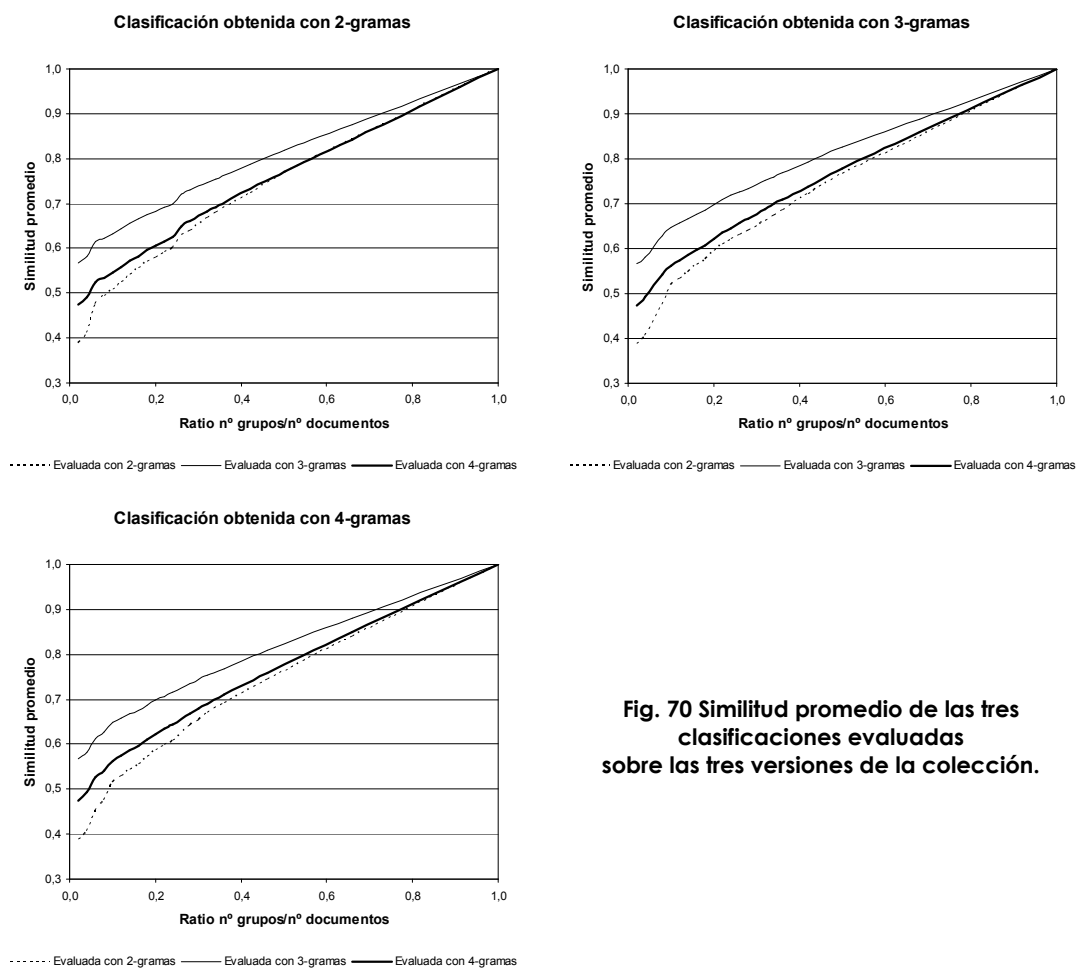 Clasificación obtenida con 2-gramas
1,0
0,9
0,8
0,7
0,6
0,5
0,4
0,3
Similitud promedio
0,0 0,2 0,4 0,6 0,8 1,0
Ratio nº grupos/nº documentos
Evaluada con 2-gramas Evaluada con 3-gramas Evaluada con 4-gramas
Clasificación obtenida con 3-gramas
1,0
0,9
0,8
0,7
0,6
0,5
0,4
0,3
Similitud promedio
0,0 0,2 0,4 0,6 0,8 1,0
Ratio nº grupos/nº documentos
Evaluada con 2-gramas Evaluada con 3-gramas Evaluada con 4-gramas
Clasificación obtenida con 4-gramas
1,0
0,9
0,8
0,7
0,6
0,5
0,4
0,3
Similitud promedio
0,0 0,2 0,4 0,6 0,8 1,0
Ratio nº grupos/nº documentos
Evaluada con 2-gramas Evaluada con 3-gramas Evaluada con 4-gramas
Fig. 70 Similitud promedio de las tres
clasificaciones evaluadas
sobre las tres versiones de la colección.